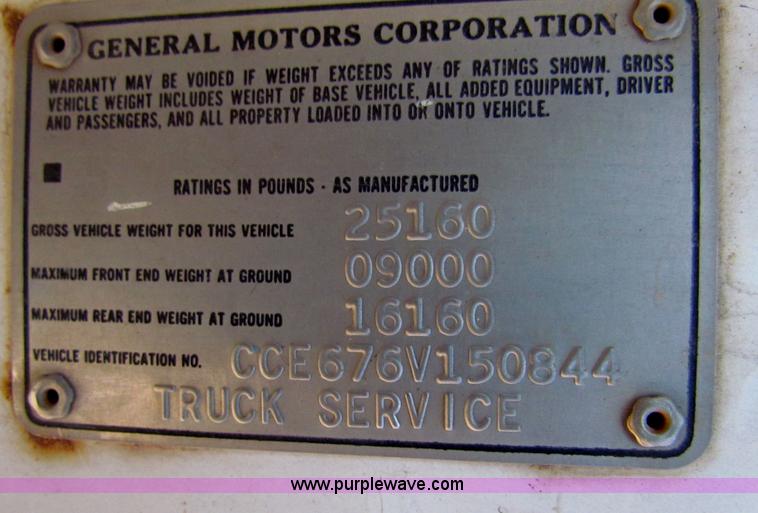 GENERAL MOTORS CORPORATION
WARRANTY MAY BE VOIDED IF WEIGHT EXCEEDS ANY OF RATINGS SHOWN. GROSS
VEHICLE WEIGHT INCLUDES WEIGHT OF BASE VEHICLE, ALL ADDED EQUIPMENT, DRIVER
AND PASSENGERS, AND ALL PROPERTY LOADED INTO OR ONTO VEHICLE.
RATINGS IN POUNDS - AS MANUFACTURED
GROSS VEHICLE WEIGHT FOR THIS VEHICLE 25160
MAXIMUM FRONT END WEIGHT AT GROUND 09000
MAXIMUM REAR END WEIGHT AT GROUND 16160
VEHICLE IDENTIFICATION NO. CCE676V150844
TRUCK SERVICE
www.purplewave.com